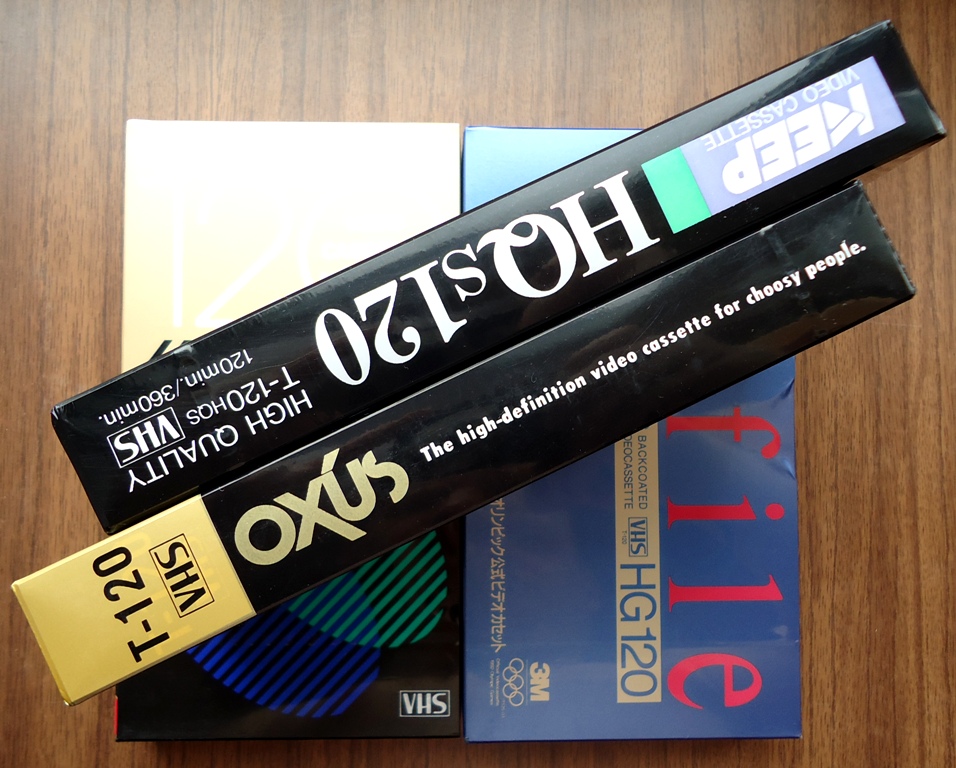 KEEP
VIDEO CASSETTE
HQS120
HIGH QUALITY
T-120HQS
VHS
120min./360min.
T-120
VHS
The high-definition video cassette for choosy people.
VHS
file
BACKCOATED
VHS
T-120
HG120
オリンピック公式ビデオカセット
3M